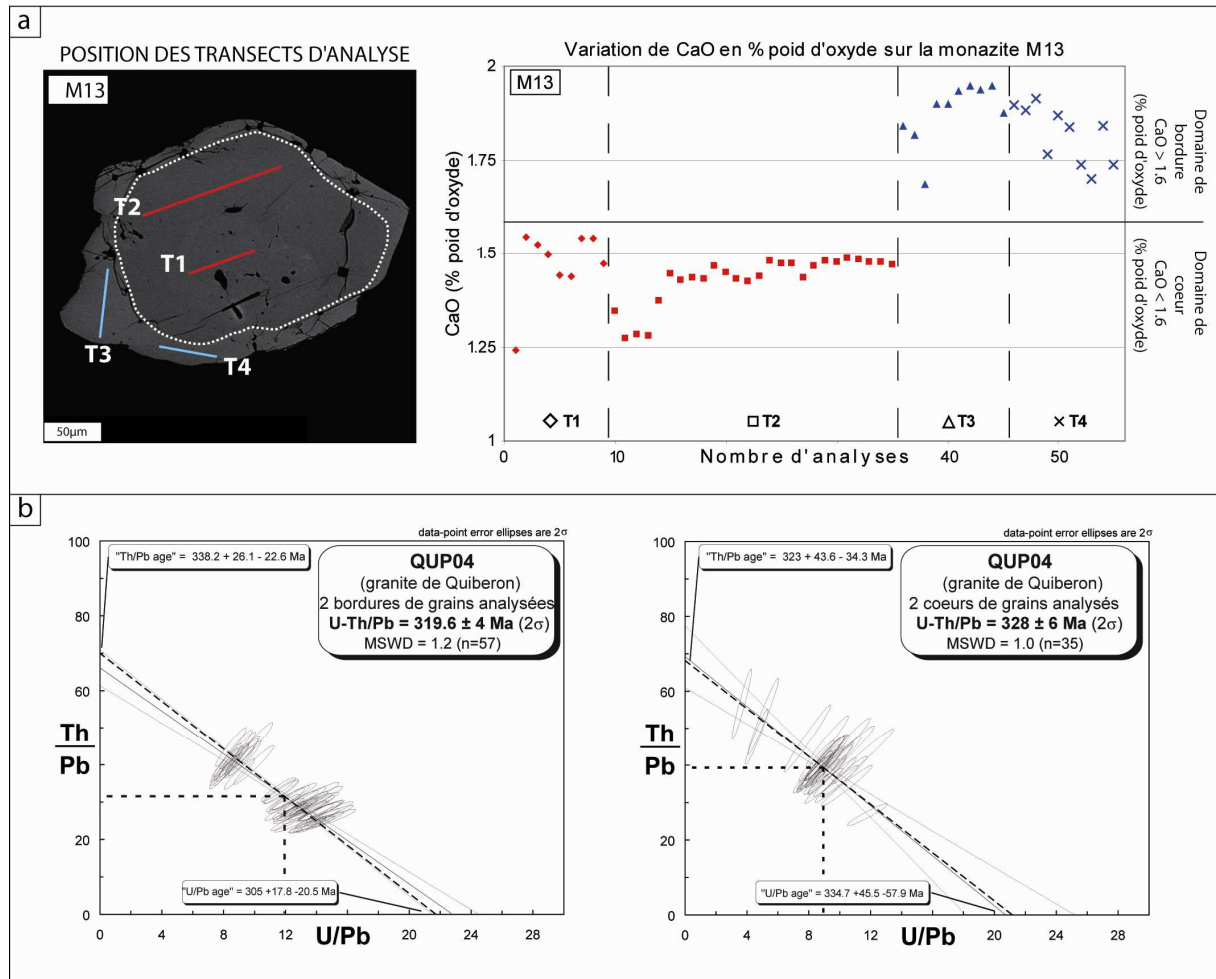 a
POSITION DES TRANSECTS D'ANALYSE
M13
T2
T1
T3
T4
50µm
Variation de CaO en % poid d'oxyde sur la monazite M13
M13
CaO (% poid d'oxyde)
2
1.75
1.5
1.25
1
Domaine de
bordure
CaO > 1.6
(% poid d'oxyde)
Domaine de
coeur
CaO < 1.6
(% poid d'oxyde)
T1
T2
T3
T4
0
10
Nombre d'analyses
40
50
b
data-point error ellipses are 2σ
"Th/Pb age" = 338.2 + 26.1 - 22.6 Ma
QUP04
(granite de Quiberon)
2 bordures de grains analysées
U-Th/Pb = 319.6 ± 4 Ma (2σ)
MSWD = 1.2 (n=57)
100
80
60
40
20
0
Th
Pb
"U/Pb age" = 305 +17.8 -20.5 Ma
0
4
8
12
16
20
24
28
U/Pb
data-point error ellipses are 2σ
"Th/Pb age" = 323 + 43.6 - 34.3 Ma
QUP04
(granite de Quiberon)
2 coeurs de grains analysés
U-Th/Pb = 328 ± 6 Ma (2σ)
MSWD = 1.0 (n=35)
100
80
60
40
20
0
Th
Pb
"U/Pb age" = 334.7 +45.5 -57.9 Ma
0
4
8
12
16
20
24
28
U/Pb